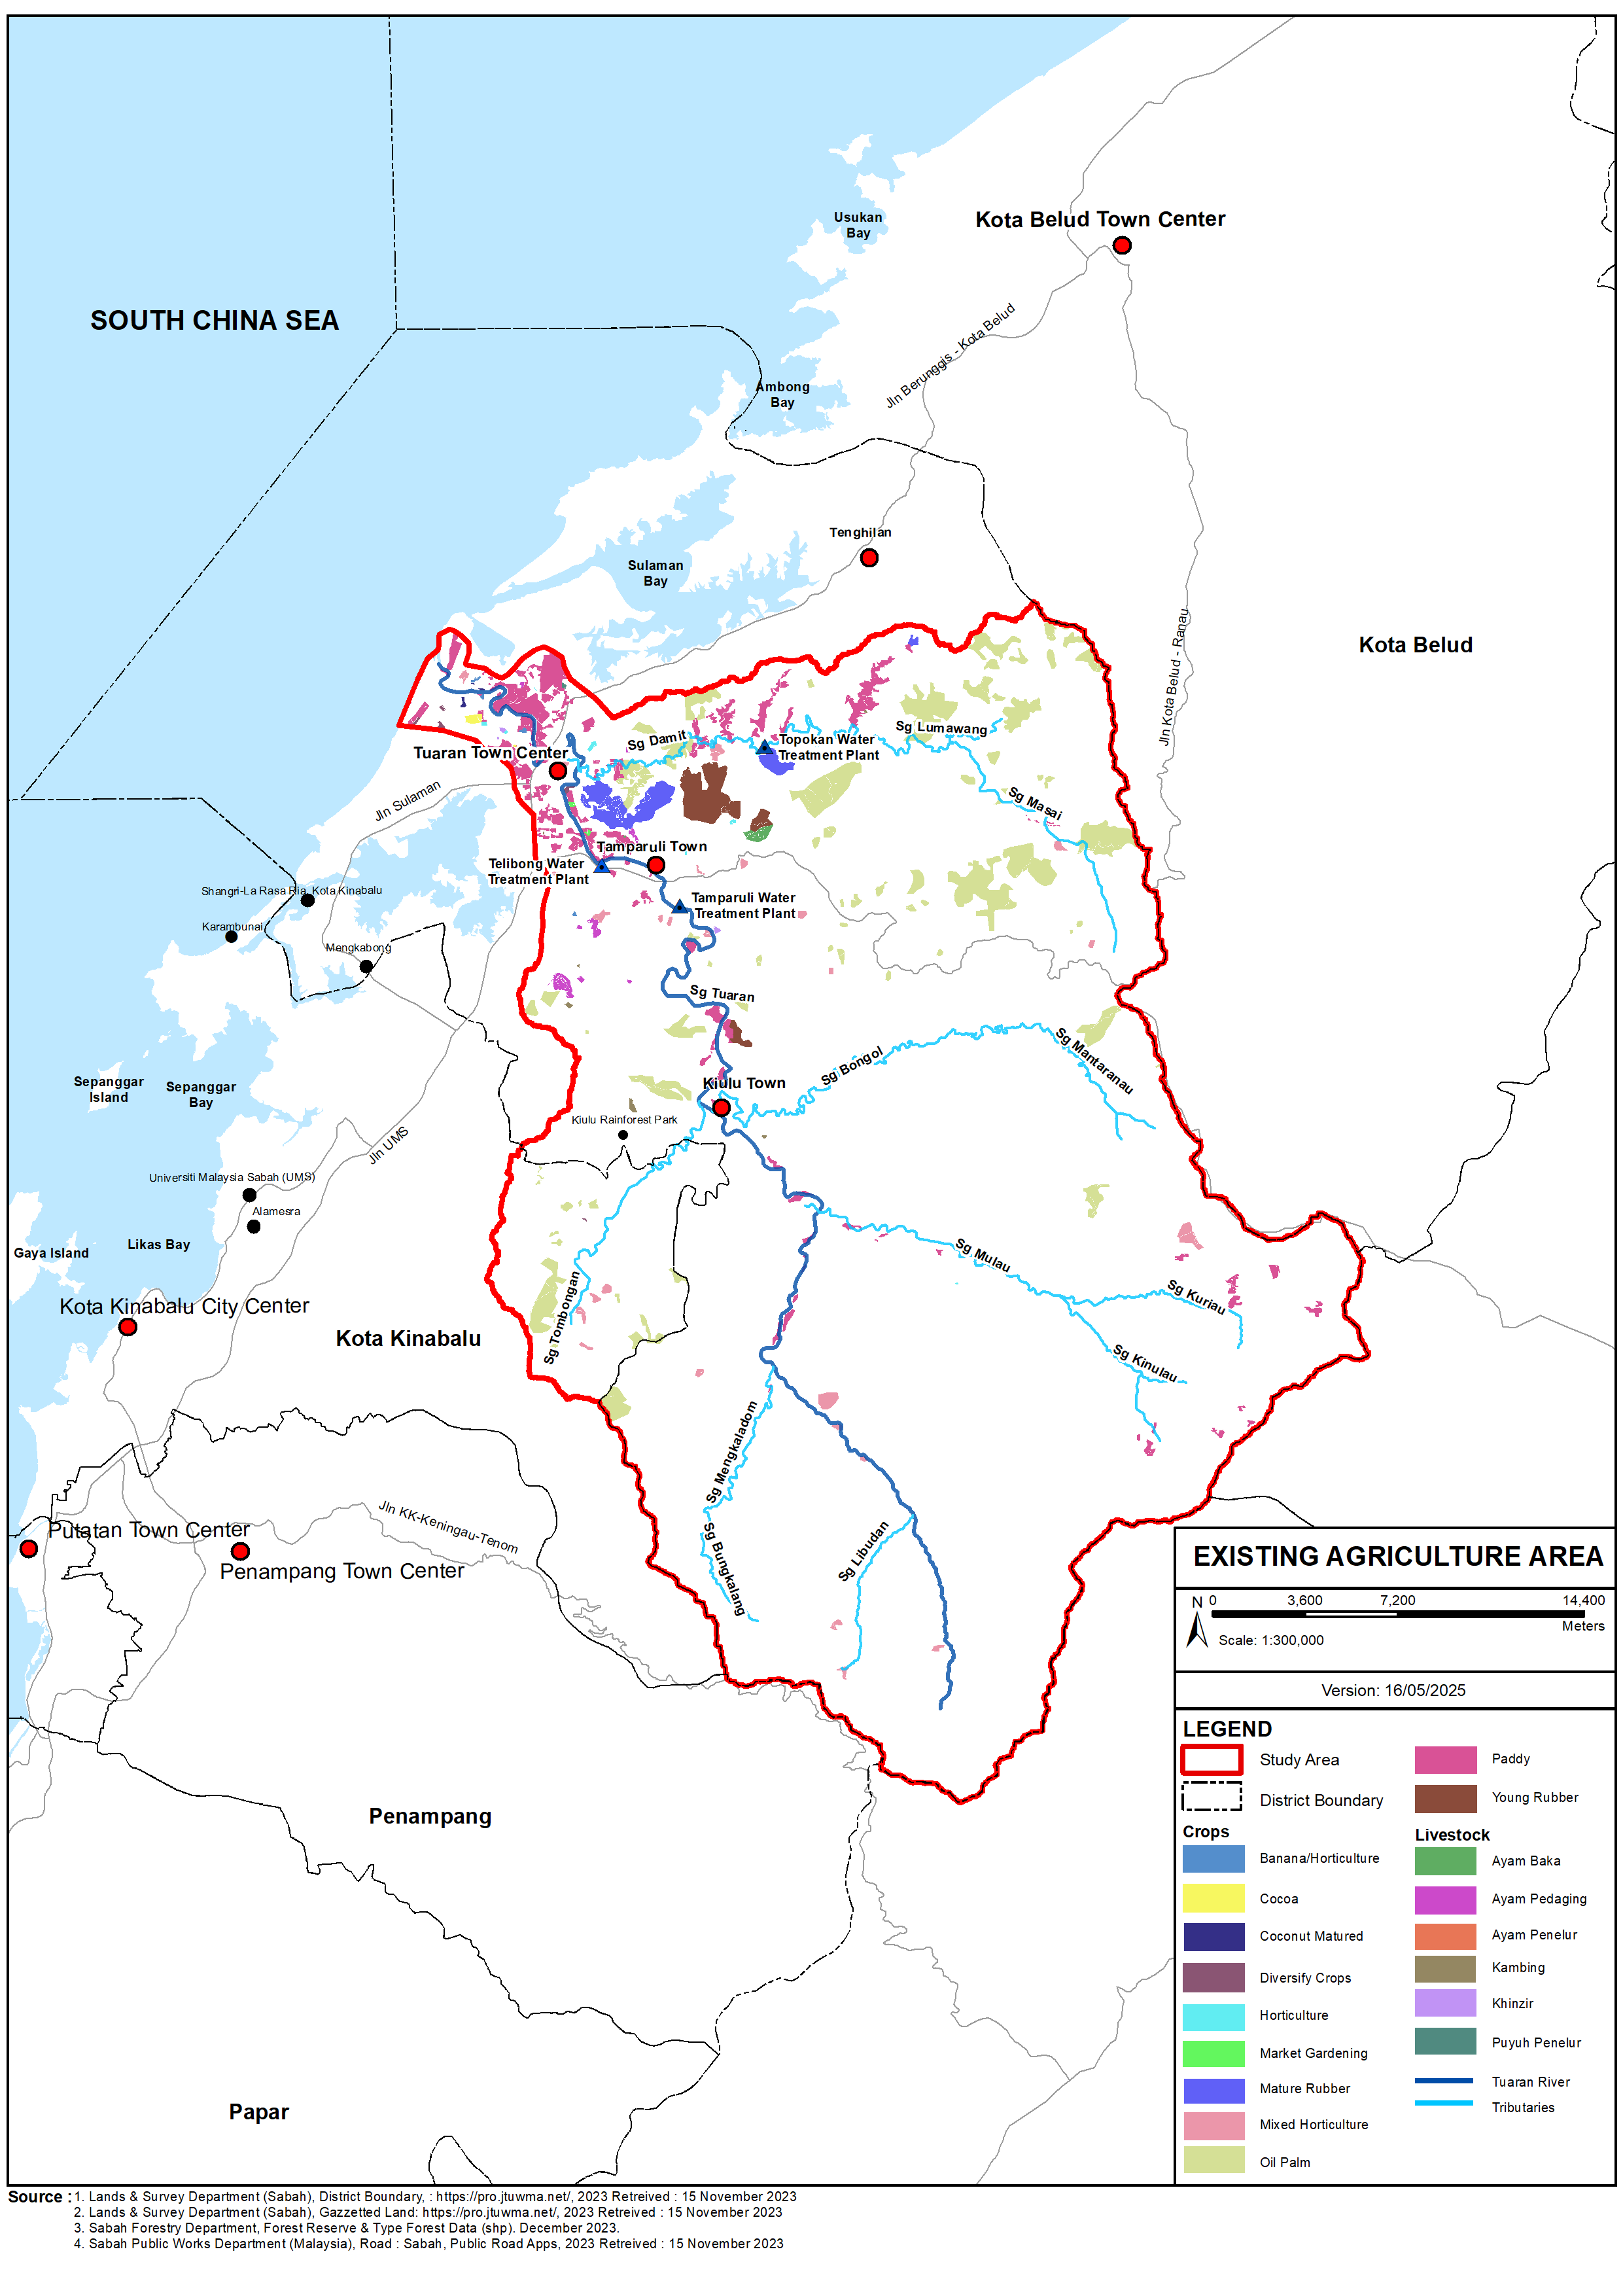 Usukan
Bay
Kota Belud Town Center
SOUTH CHINA SEA
Jln Berunggis - Kota Belud
Ambong
Bay
Tenghilan
Sulaman
Bay
Jln Kota Belud - Ranau
Kota Belud
Sg Lumawang
Sg Damit
Topokan Water
Treatment Plant
Tuaran Town Center
Jln Sulaman
Sg Masai
Tamparuli Town
Telibong Water
Treatment Plant
Shangri-La Rasa Ria, Kota Kinabalu
Tamparuli Water
Treatment Plant
Karambunai
Mengkabong
Sg Tuaran
Sg Bongol
Sg Mantaranau
Sepanggar
Island
Sepanggar
Bay
Kiulu Town
Kiulu Rainforest Park
Jln UMS
Universiti Malaysia Sabah (UMS)
Alamesra
Likas Bay
Gaya Island
Sg Mulau
Sg Kuriau
Kota Kinabalu City Center
Kota Kinabalu
Sg Tombongan
Sg Kinulau
Sg Mengkaladom
Jln KK-Keningau-Tenom
Putatan Town Center
Penampang Town Center
Sg Bungkalang
Sg Libudan
Penampang
Papar
EXISTING AGRICULTURE AREA
N 0 3,600 7,200 14,400
Meters
Scale: 1:300,000
Version: 16/05/2025
LEGEND
Study Area
District Boundary
Crops
Banana/Horticulture
Cocoa
Coconut Matured
Diversify Crops
Horticulture
Market Gardening
Mature Rubber
Mixed Horticulture
Oil Palm
Paddy
Young Rubber
Livestock
Ayam Baka
Ayam Pedaging
Ayam Penelur
Kambing
Khinzir
Puyuh Penelur
Tuaran River
Tributaries
Source : 1. Lands & Survey Department (Sabah), District Boundary, : https://pro.jtuwma.net/, 2023 Retreived : 15 November 2023
2. Lands & Survey Department (Sabah), Gazzetted Land: https://pro.jtuwma.net/, 2023 Retreived : 15 November 2023
3. Sabah Forestry Department, Forest Reserve & Type Forest Data (shp). December 2023.
4. Sabah Public Works Department (Malaysia), Road : Sabah, Public Road Apps, 2023 Retreived : 15 November 2023